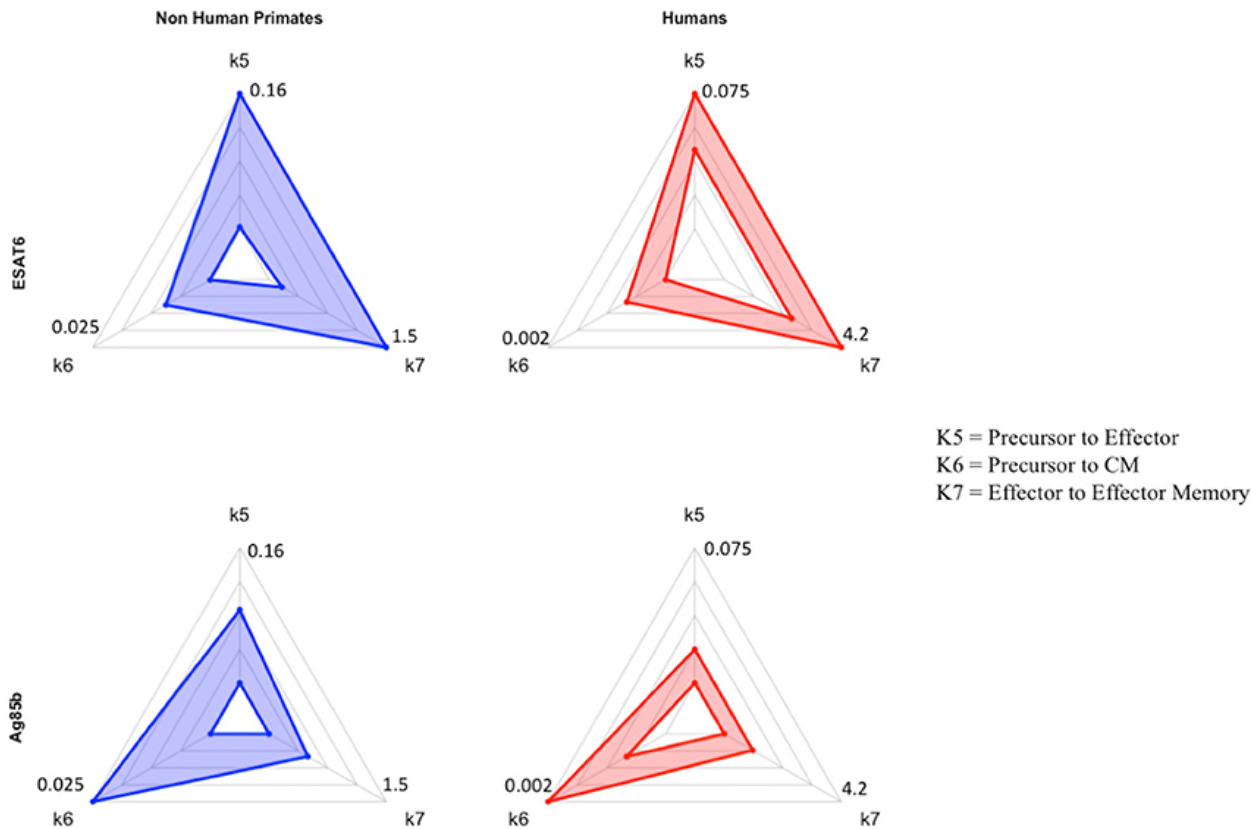 Non Human Primates
Humans
k5
0.16
k5
0.075
ESAT6
0.025
k6
1.5
k7
0.002
k6
4.2
k7
K5 = Precursor to Effector
K6 = Precursor to CM
K7 = Effector to Effector Memory
k5
0.16
k5
0.075
Ag85b
0.025
k6
1.5
k7
0.002
k6
4.2
k7